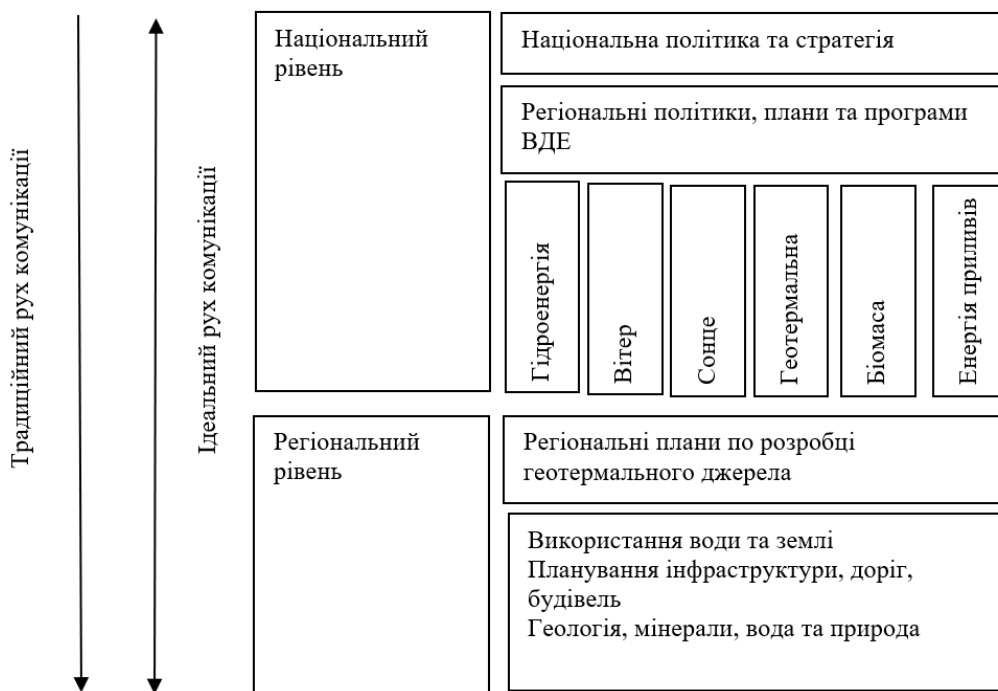 Традиційний рух комунікації
Ідеальний рух комунікації
Національний
рівень
Національна політика та стратегія
Регіональні політики, плани та програми
ВДЕ
Гідроенергія
Вітер
Сонце
Геотермальна
Біомаса
Енергія приливів
Регіональний
рівень
Регіональні плани по розробці
геотермального джерела
Використання води та землі
Планування інфраструктури, доріг,
будівель
Геологія, мінерали, вода та природа